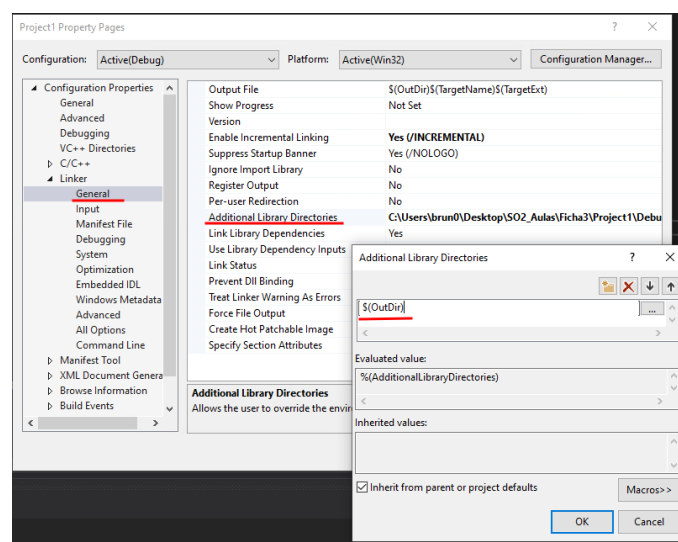 Project1 Property Pages ? ×
Configuration: Active(Debug) Platform: Active(Win32) Configuration Manager...
Configuration Properties
General
Advanced
Debugging
VC++ Directories
C/C++
Linker
General
Input
Manifest File
Debugging
System
Optimization
Embedded IDL
Windows Metadata
Advanced
All Options
Command Line
Manifest Tool
XML Document Genera
Browse Information
Build Events
Output File $(OutDir)$(TargetName)$(TargetExt)
Show Progress Not Set
Version
Enable Incremental Linking Yes (/INCREMENTAL)
Suppress Startup Banner Yes (/NOLOGO)
Ignore Import Library No
Register Output No
Per-user Redirection No
Additional Library Directories C:\Users\brun0\Desktop\SO2_Aulas\Ficha3\Project1\Debu
Link Library Dependencies Yes
Use Library Dependency Inputs
Link Status
Prevent Dll Binding
Treat Linker Warning As Errors
Force File Output
Create Hot Patchable Image
Specify Section Attributes
Additional Library Directories
Allows the user to override the envir
Additional Library Directories ? ×
$(OutDir) ...
Evaluated value:
%(AdditionalLibraryDirectories)
Inherited values:
Inherit from parent or project defaults Macros>>
OK Cancel